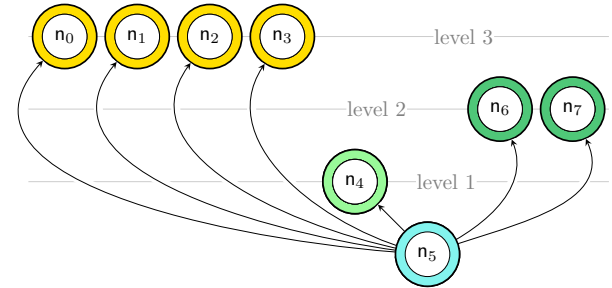 n₀ n₁ n₂ n₃ level 3
level 2 n₆ n₇
n₄ level 1
n₅